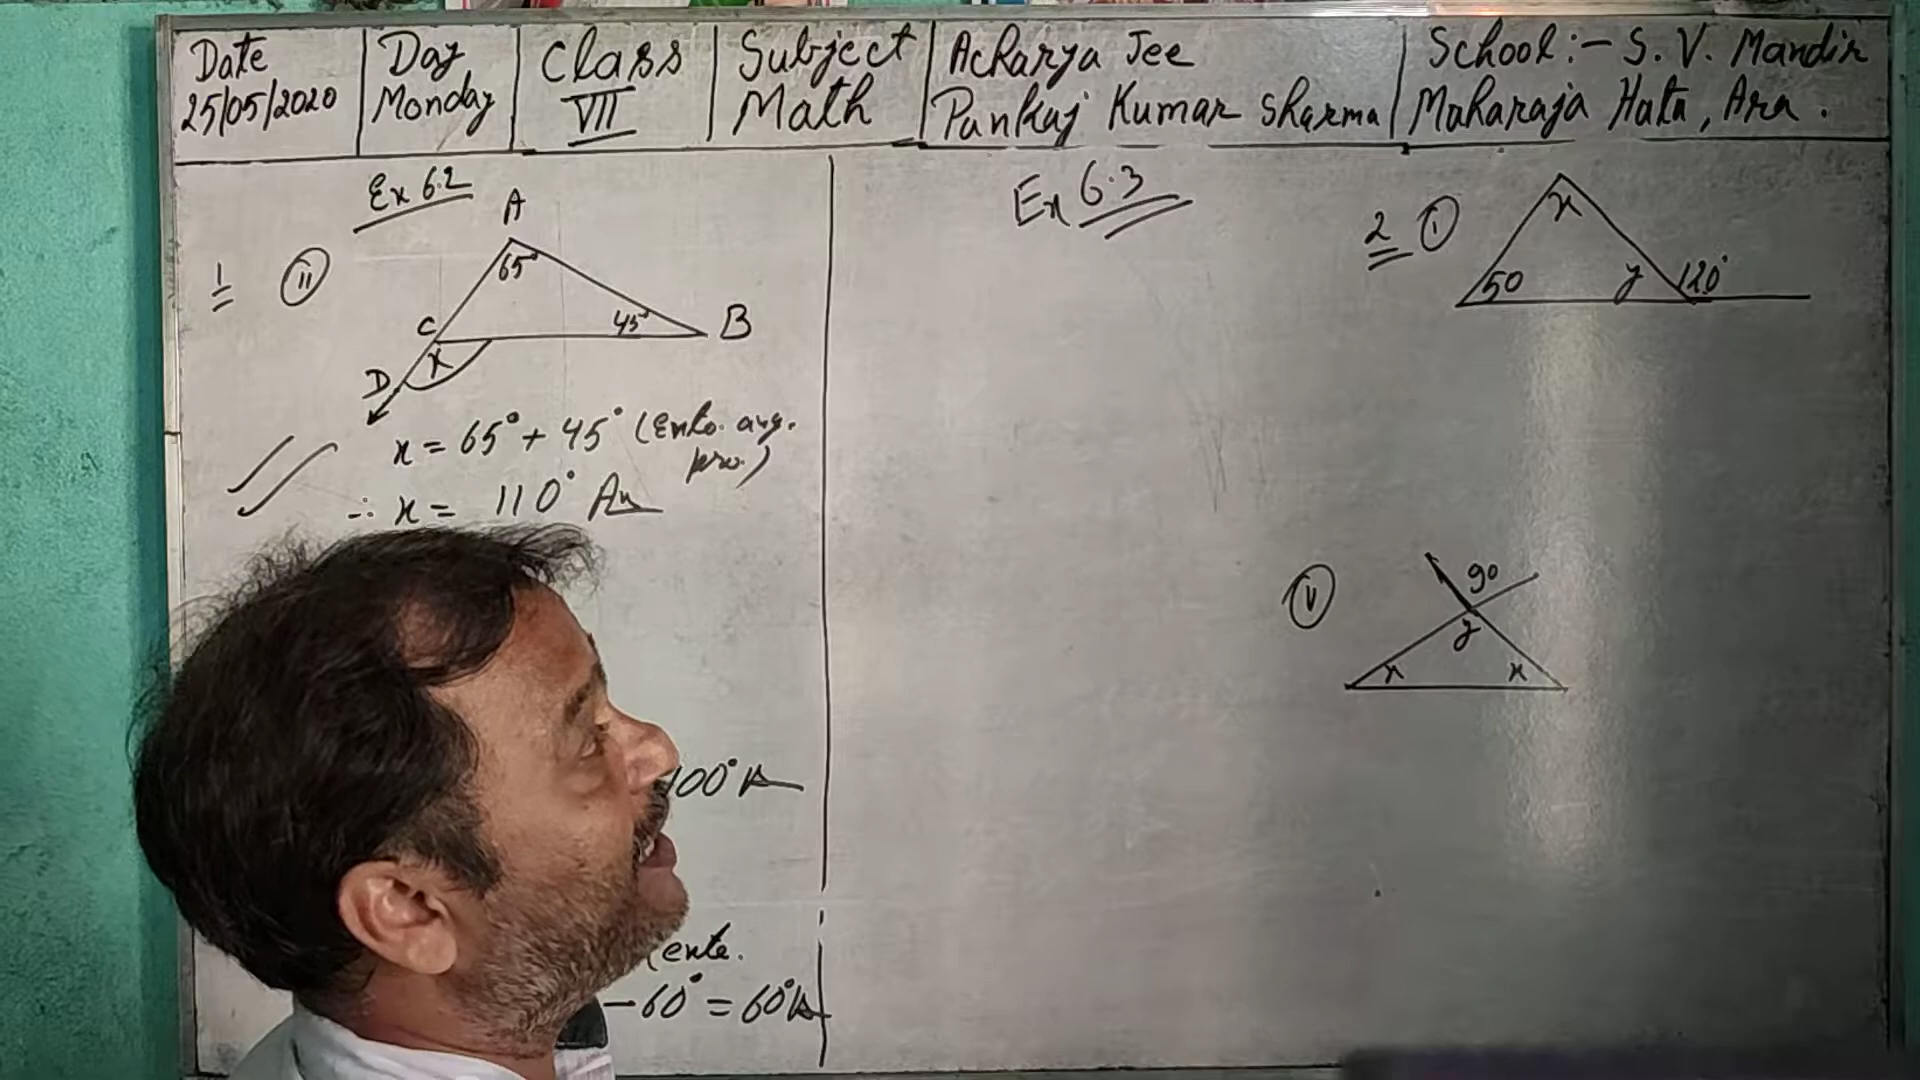 Date
25/05/2020
Day
Monday
Class
VII
Subject
Math
Acharya Jee
Pankaj Kumar Sharma
School:- S. V. Mandir
Maharaja Hata, Ara.
Ex 6.2
1 (ii)
A
65°
C
45°
B
x
D
x = 65° + 45° (Exte. ang.
pro.)
∴ x = 110° An
100°
(exte.
-60° = 60°
Ex 6.3
2 (i)
x
50
y
120°
(v)
90
y
x
x